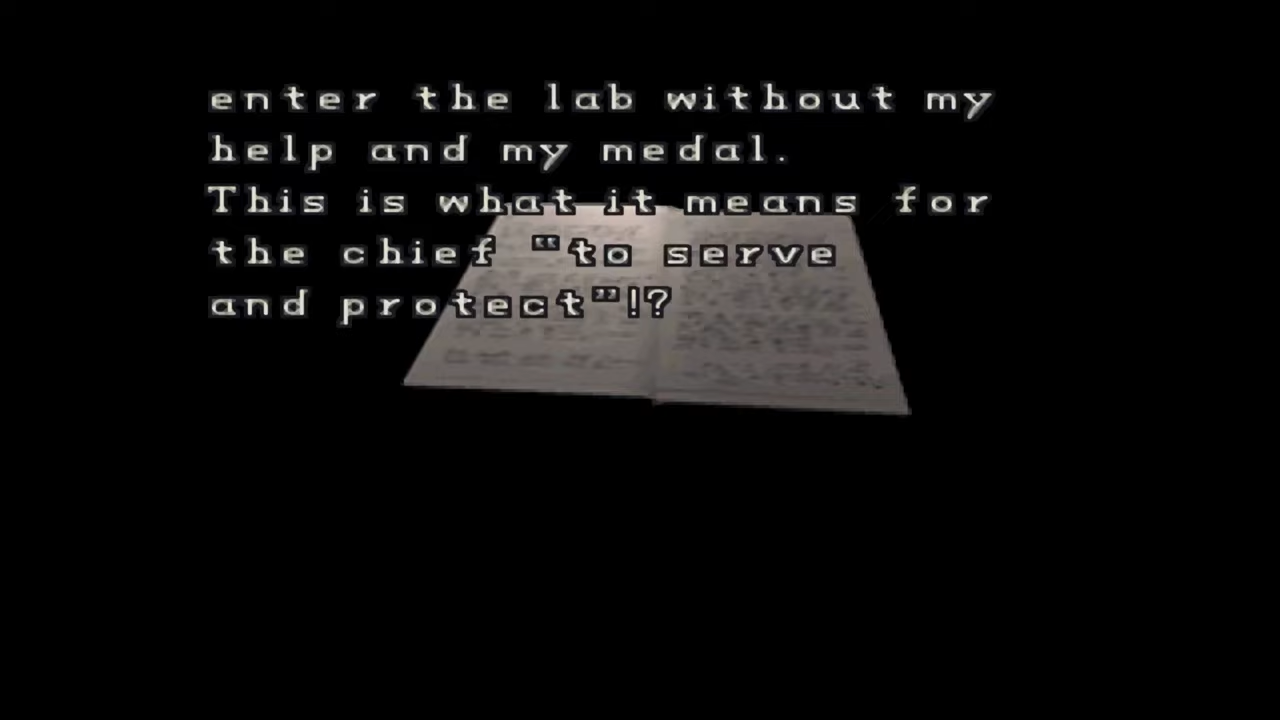 enter the lab without my
help and my medal.
This is what it means for
the chief "to serve
and protect"!?